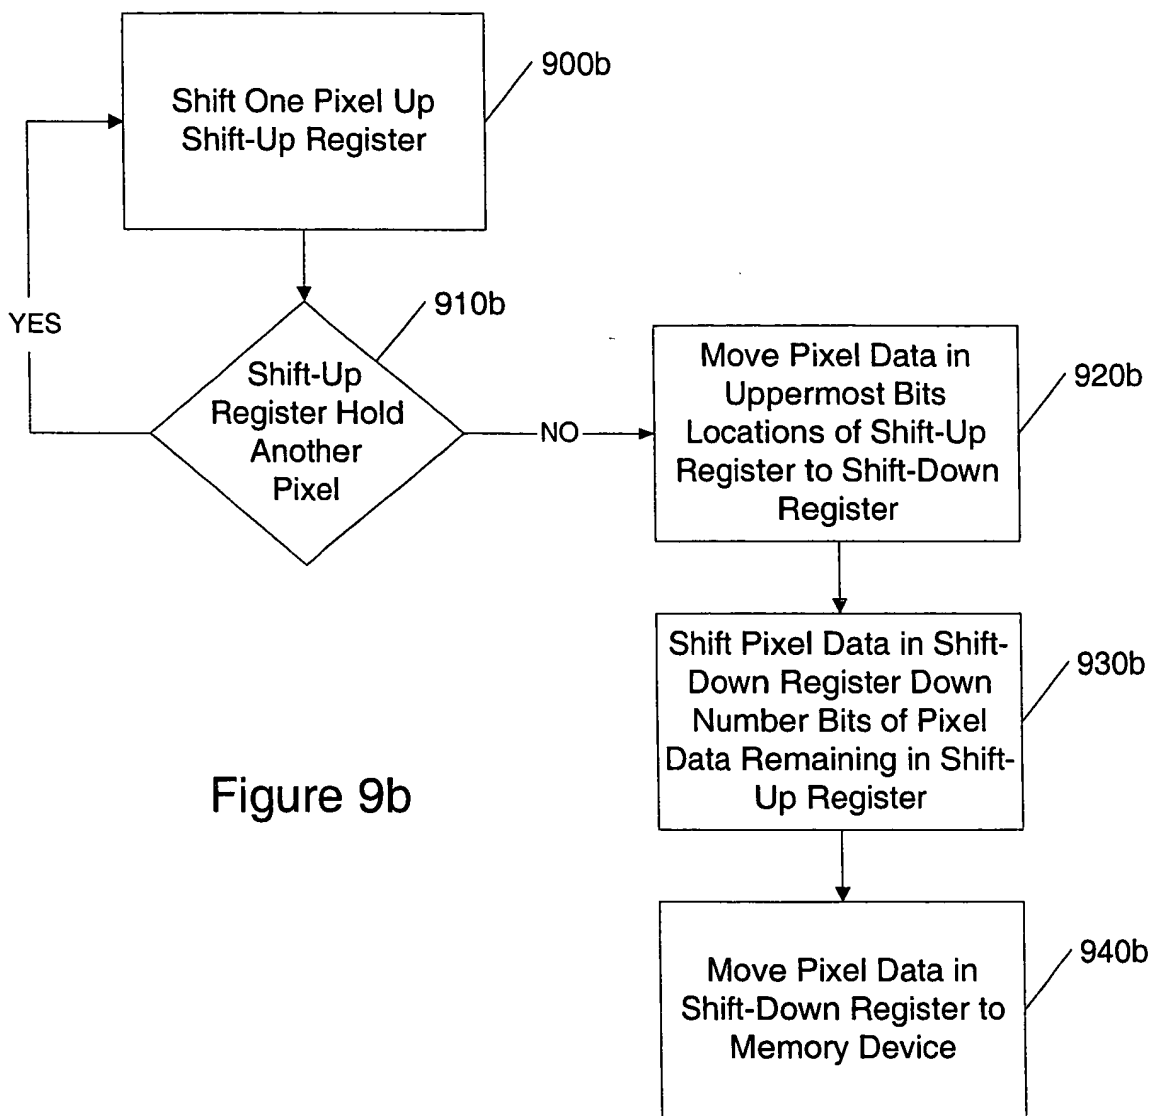 Shift One Pixel Up
Shift-Up Register
900b
YES
910b
Shift-Up
Register Hold
Another
Pixel
NO
Move Pixel Data in
Uppermost Bits
Locations of Shift-Up
Register to Shift-Down
Register
920b
Shift Pixel Data in Shift-
Down Register Down
Number Bits of Pixel
Data Remaining in Shift-
Up Register
930b
Figure 9b
Move Pixel Data in
Shift-Down Register to
Memory Device
940b